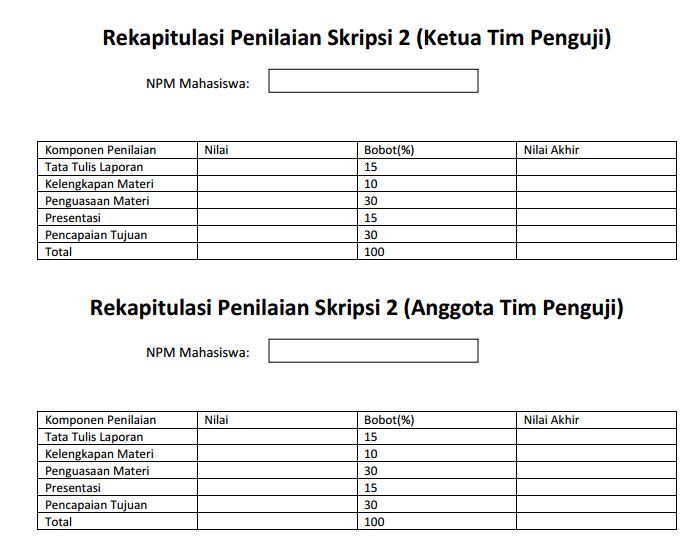 Rekapitulasi Penilaian Skripsi 2 (Ketua Tim Penguji)
NPM Mahasiswa:
Komponen Penilaian Nilai Bobot(%) Nilai Akhir
Tata Tulis Laporan 15
Kelengkapan Materi 10
Penguasaan Materi 30
Presentasi 15
Pencapaian Tujuan 30
Total 100
Rekapitulasi Penilaian Skripsi 2 (Anggota Tim Penguji)
NPM Mahasiswa:
Komponen Penilaian Nilai Bobot(%) Nilai Akhir
Tata Tulis Laporan 15
Kelengkapan Materi 10
Penguasaan Materi 30
Presentasi 15
Pencapaian Tujuan 30
Total 100